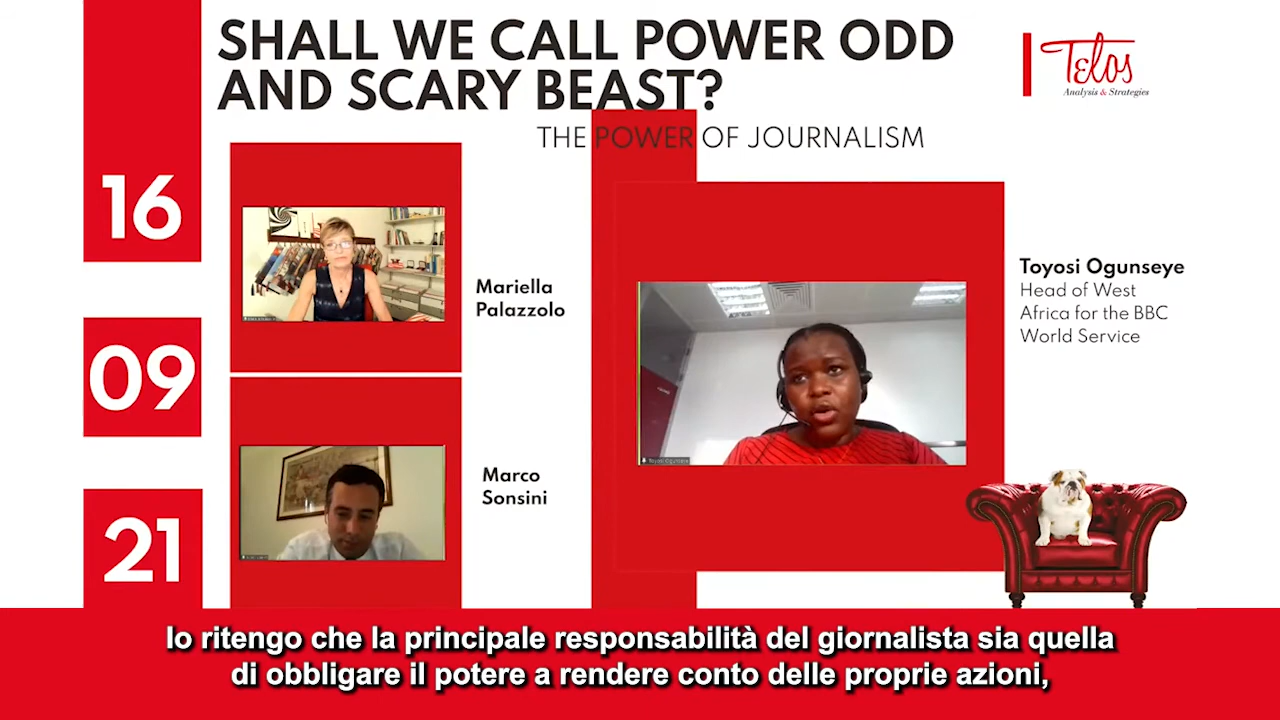 SHALL WE CALL POWER ODD
AND SCARY BEAST?
THE POWER OF JOURNALISM
Telos
Analysis & Strategies
16
09
21
Mariella
Palazzolo
Marco
Sonsini
Toyosi Ogunseye
Head of West
Africa for the BBC
World Service
Toyosi Ogunseye
Io ritengo che la principale responsabilità del giornalista sia quella
di obbligare il potere a rendere conto delle proprie azioni,